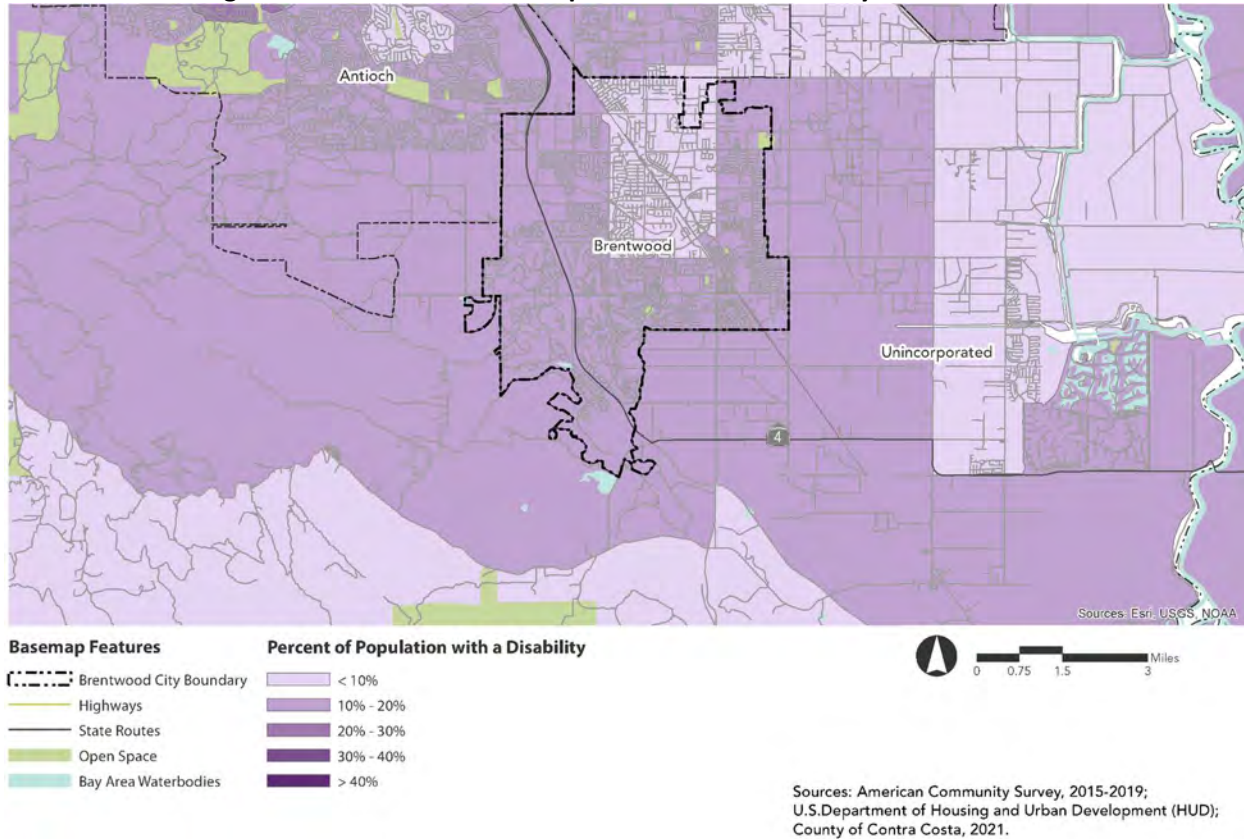 Antioch
Brentwood
Unincorporated
4
Sources: Esri, USGS, NOAA
Basemap Features
Brentwood City Boundary
Highways
State Routes
Open Space
Bay Area Waterbodies
Percent of Population with a Disability
< 10%
10% - 20%
20% - 30%
30% - 40%
> 40%
Miles
0 0.75 1.5 3
Sources: American Community Survey, 2015-2019;
U.S.Department of Housing and Urban Development (HUD);
County of Contra Costa, 2021.